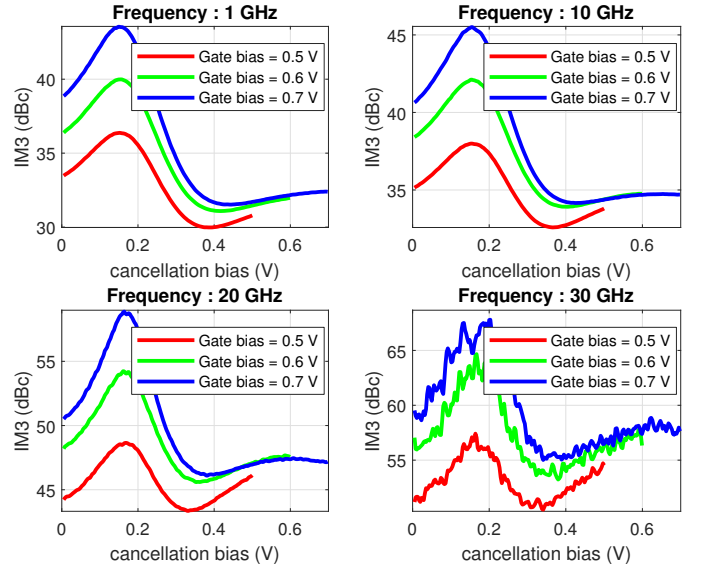 Frequency : 1 GHz
IM3 (dBc)
40
35
30
0
0.2
0.4
0.6
cancellation bias (V)
Gate bias = 0.5 V
Gate bias = 0.6 V
Gate bias = 0.7 V
Frequency : 10 GHz
IM3 (dBc)
45
40
35
0
0.2
0.4
0.6
cancellation bias (V)
Gate bias = 0.5 V
Gate bias = 0.6 V
Gate bias = 0.7 V
Frequency : 20 GHz
IM3 (dBc)
55
50
45
0
0.2
0.4
0.6
cancellation bias (V)
Gate bias = 0.5 V
Gate bias = 0.6 V
Gate bias = 0.7 V
Frequency : 30 GHz
IM3 (dBc)
65
60
55
0
0.2
0.4
0.6
cancellation bias (V)
Gate bias = 0.5 V
Gate bias = 0.6 V
Gate bias = 0.7 V